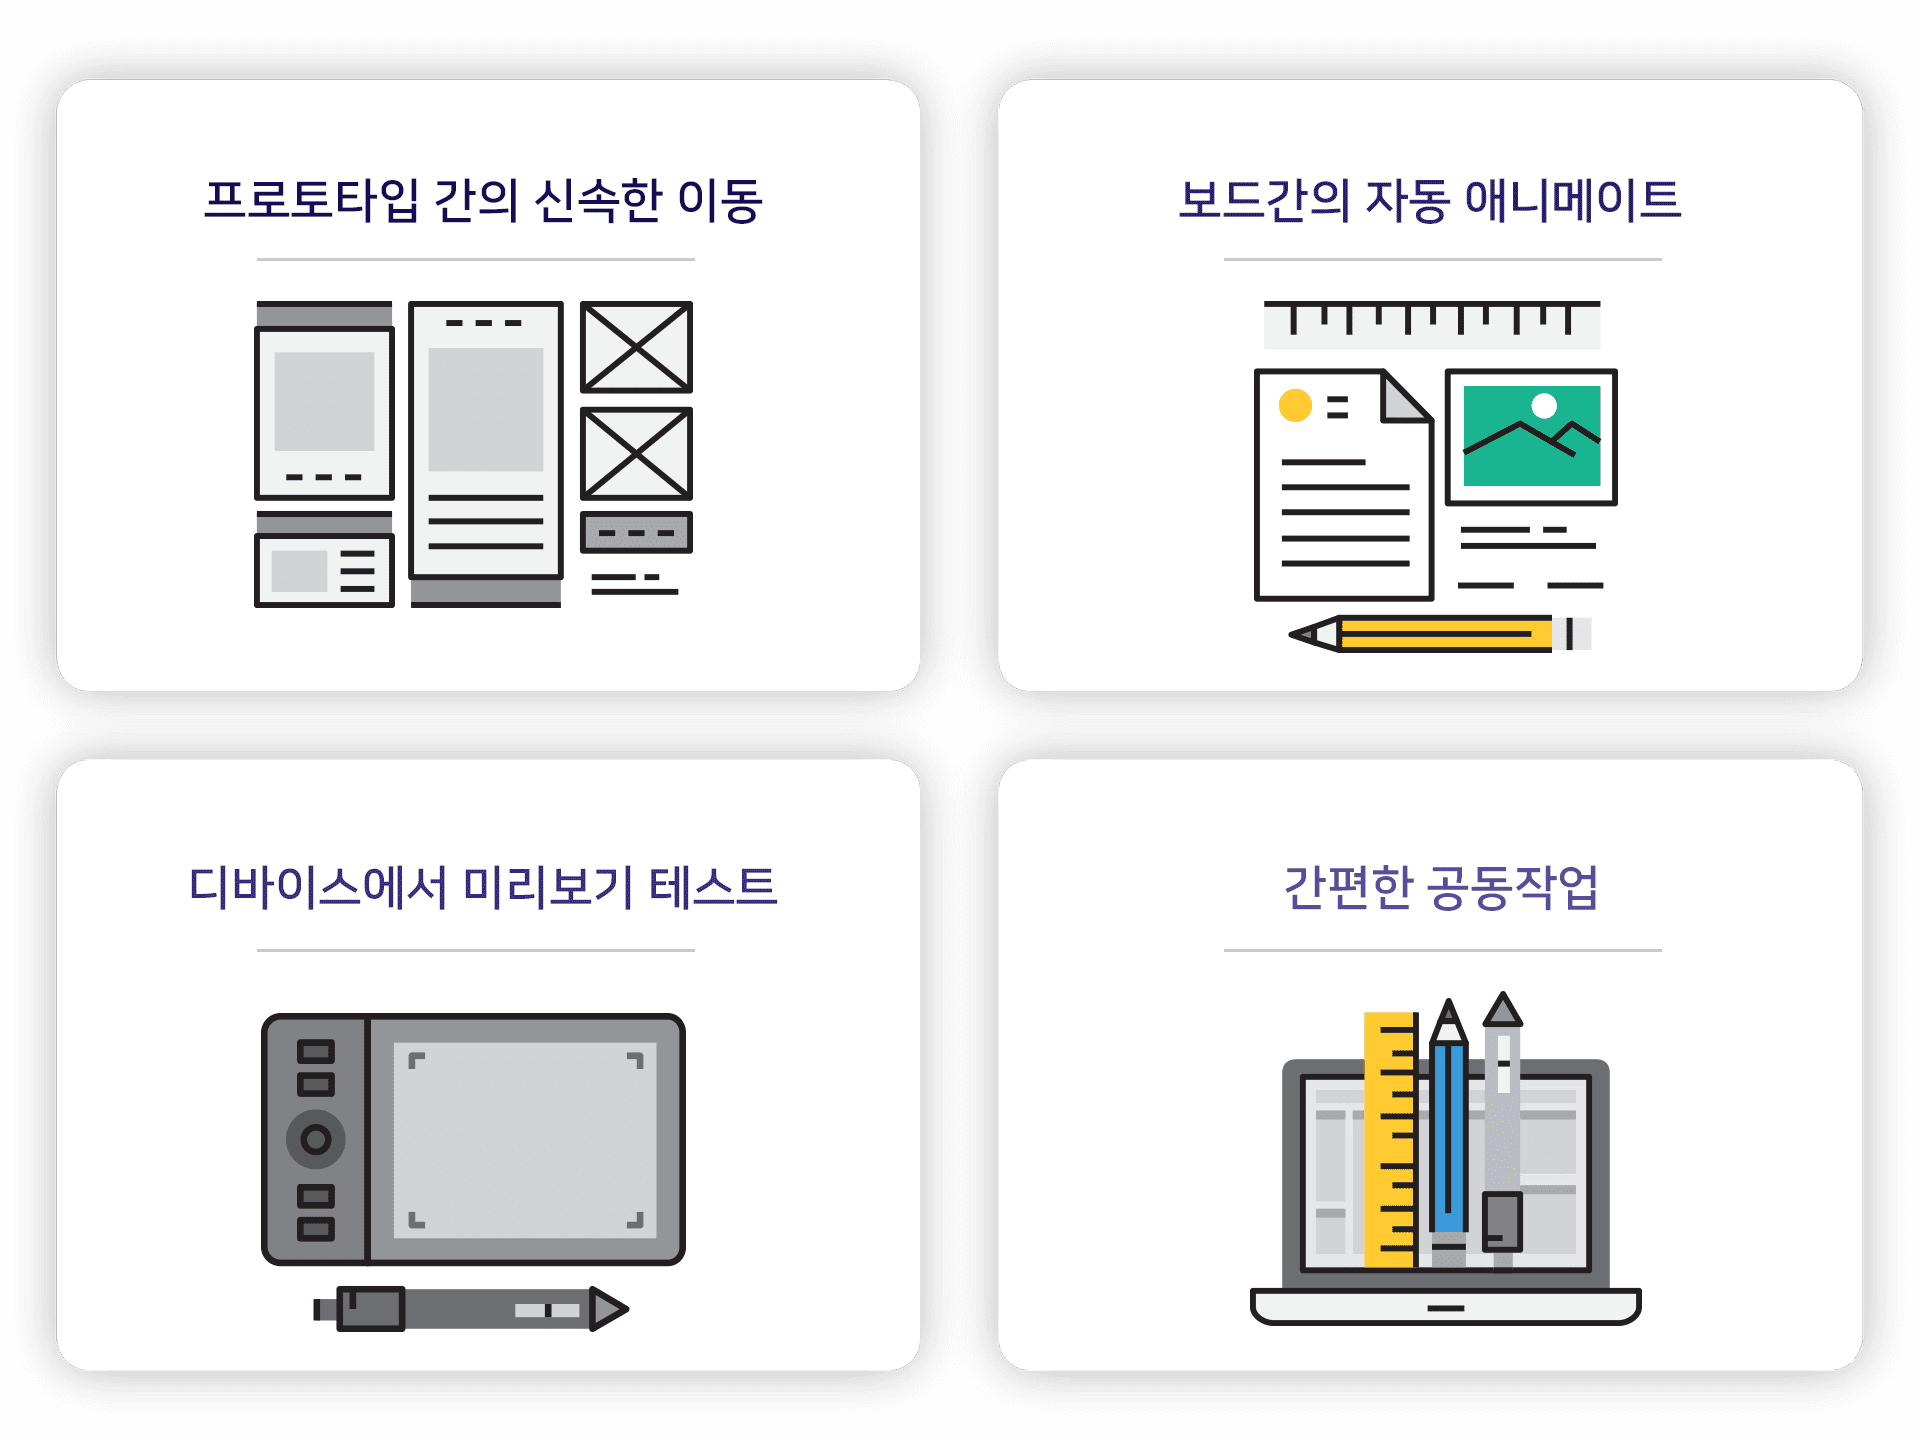 프로토타입 간의 신속한 이동
보드간의 자동 애니메이트
디바이스에서 미리보기 테스트
간편한 공동작업